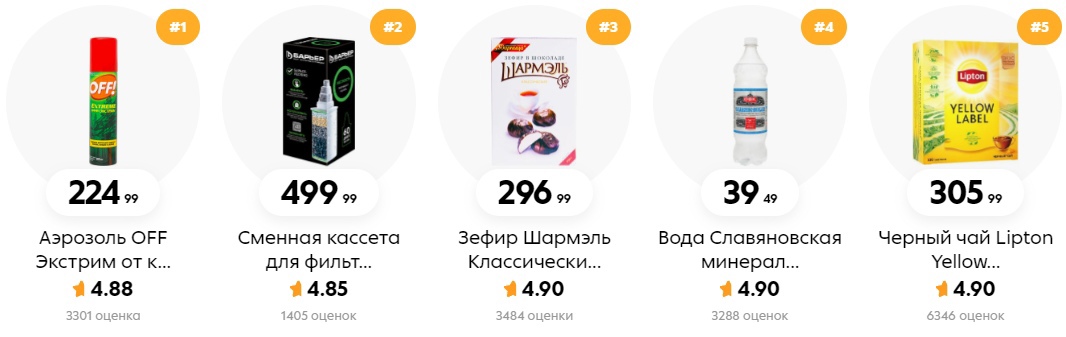 #1
OFF!
EXTREME
224 99
Аэрозоль OFF
Экстрим от к...
4.88
3301 оценка
#2
БАРЬЕР
499 99
Сменная кассета
для фильт...
4.85
1405 оценок
#3
ЗЕФИР В ШОКОЛАДЕ
ШАРМЭЛЬ
296 99
Зефир Шармэль
Классически...
4.90
3484 оценки
#4
39 49
Вода Славяновская
минерал...
4.90
3288 оценок
#5
Lipton
YELLOW
LABEL
305 99
Черный чай Lipton
Yellow...
4.90
6346 оценок